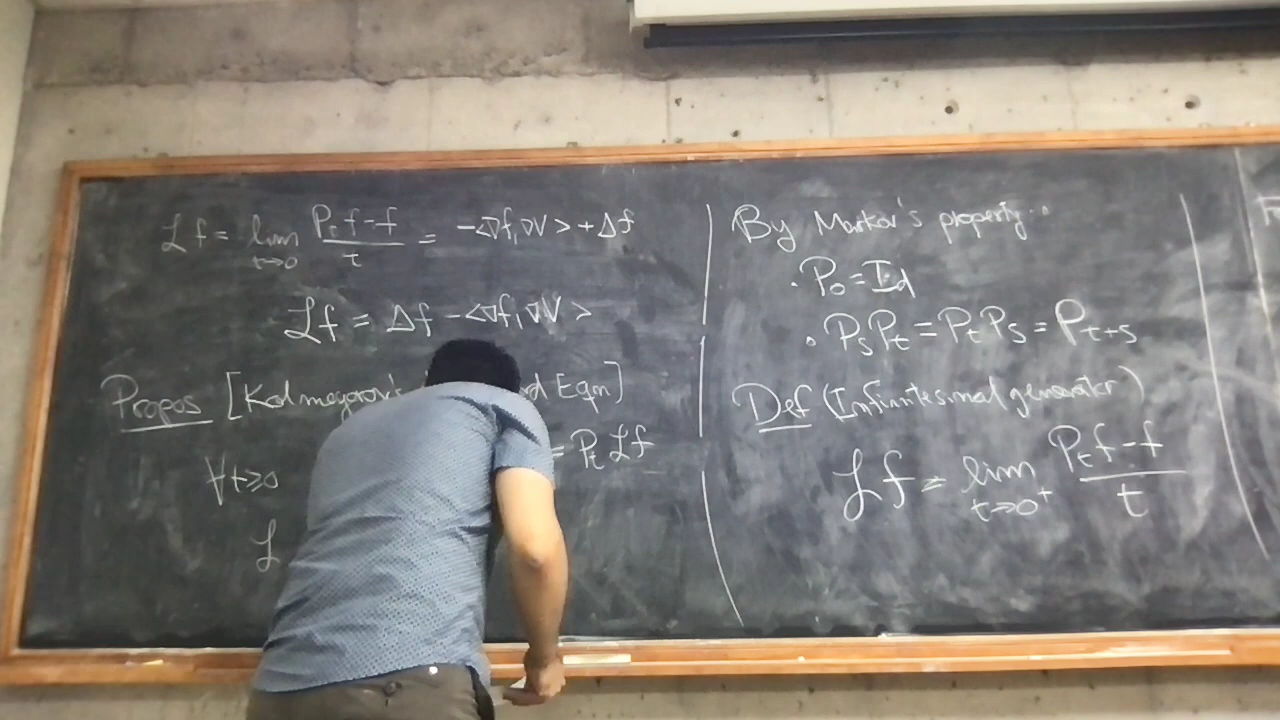 ℒf = lim_{t→0} (P_t f - f)/t = -<∇f, ∇V> + Δf
ℒf = Δf - <∇f, ∇V>
Propos [Kolmogorov's rd Eqn]
∀t≥0 = P_t ℒf
ℒ
By Markov's property..
. P_0 = Id
. P_s P_t = P_t P_s = P_{t+s}
Def (Infinitesimal generator)
ℒf = lim_{t→0⁺} (P_t f - f)/t